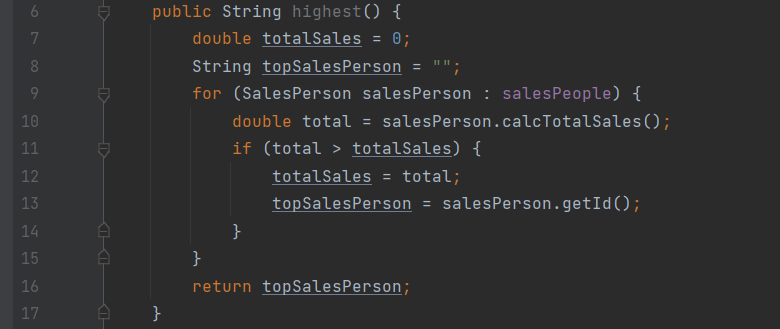 6 public String highest() {
7 double totalSales = 0;
8 String topSalesPerson = "";
9 for (SalesPerson salesPerson : salesPeople) {
10 double total = salesPerson.calcTotalSales();
11 if (total > totalSales) {
12 totalSales = total;
13 topSalesPerson = salesPerson.getId();
14 }
15 }
16 return topSalesPerson;
17 }